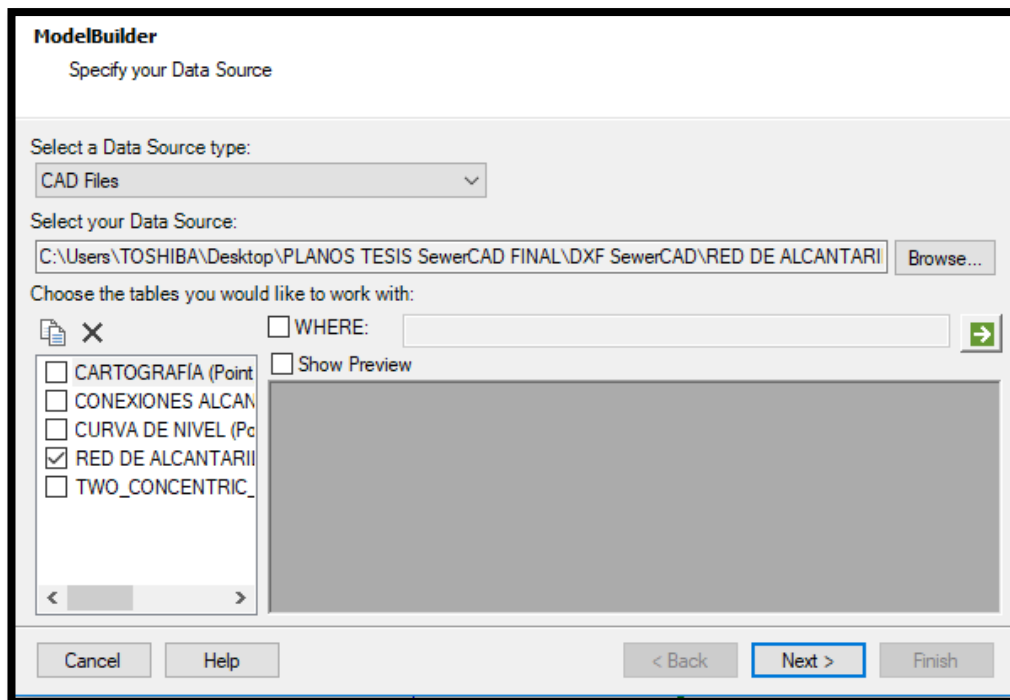 ModelBuilder
Specify your Data Source
Select a Data Source type:
CAD Files
Select your Data Source:
C:\Users\TOSHIBA\Desktop\PLANOS TESIS SewerCAD FINAL\DXF SewerCAD\RED DE ALCANTARI
Browse...
Choose the tables you would like to work with:
WHERE:
Show Preview
CARTOGRAFÍA (Point
CONEXIONES ALCAN
CURVA DE NIVEL (Po
RED DE ALCANTARIL
TWO_CONCENTRIC_
Cancel
Help
< Back
Next >
Finish